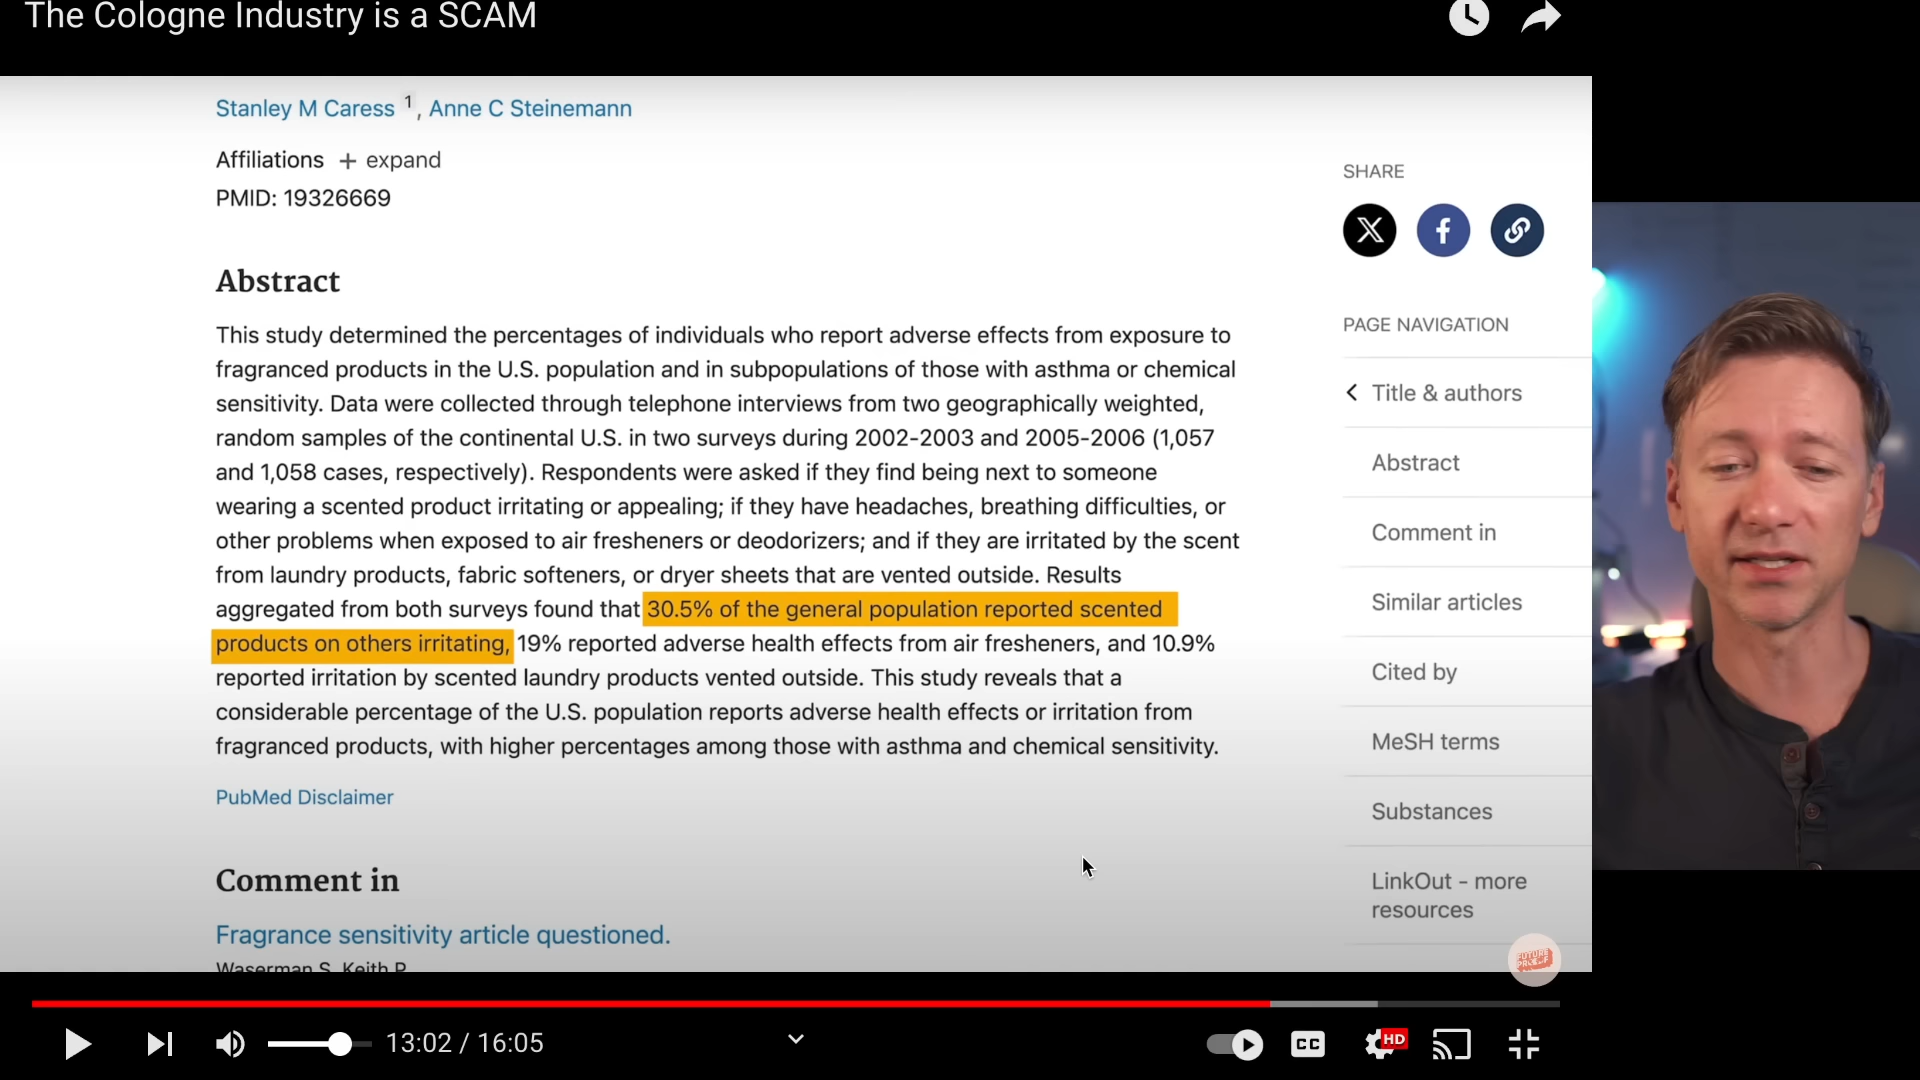 The Cologne Industry is a SCAM
Stanley M Caress 1, Anne C Steinemann
Affiliations + expand
PMID: 19326669
Abstract
This study determined the percentages of individuals who report adverse effects from exposure to
fragranced products in the U.S. population and in subpopulations of those with asthma or chemical
sensitivity. Data were collected through telephone interviews from two geographically weighted,
random samples of the continental U.S. in two surveys during 2002-2003 and 2005-2006 (1,057
and 1,058 cases, respectively). Respondents were asked if they find being next to someone
wearing a scented product irritating or appealing; if they have headaches, breathing difficulties, or
other problems when exposed to air fresheners or deodorizers; and if they are irritated by the scent
from laundry products, fabric softeners, or dryer sheets that are vented outside. Results
aggregated from both surveys found that 30.5% of the general population reported scented
products on others irritating, 19% reported adverse health effects from air fresheners, and 10.9%
reported irritation by scented laundry products vented outside. This study reveals that a
considerable percentage of the U.S. population reports adverse health effects or irritation from
fragranced products, with higher percentages among those with asthma and chemical sensitivity.
PubMed Disclaimer
Comment in
Fragrance sensitivity article questioned.
Waserman S, Keith P.
SHARE
PAGE NAVIGATION
Title & authors
Abstract
Comment in
Similar articles
Cited by
MeSH terms
Substances
LinkOut - more
resources
FUTURE
PROOF
13:02 / 16:05
CC
HD